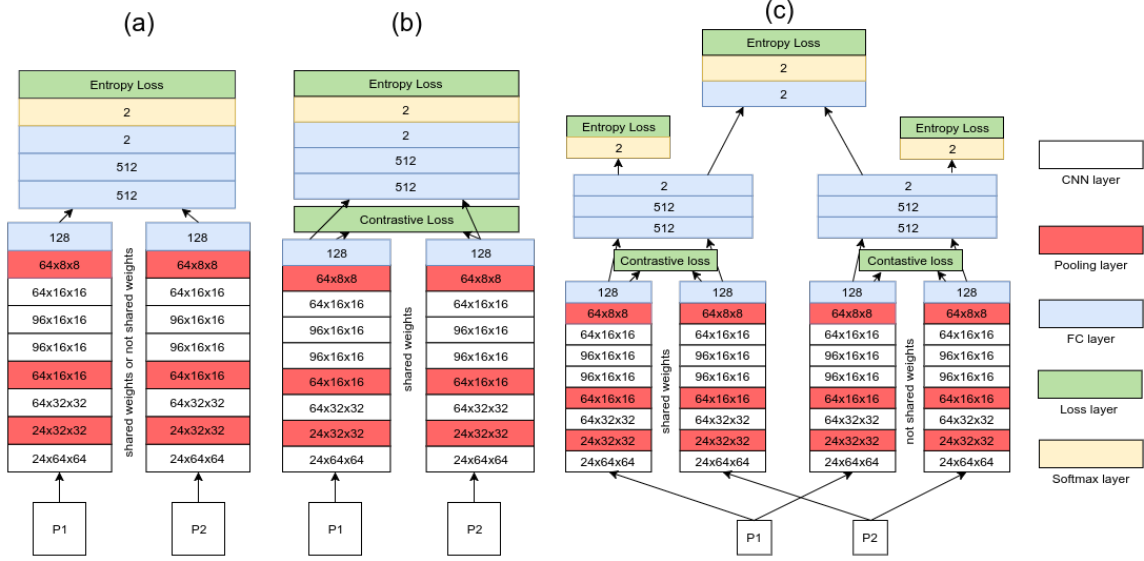 (a)
Entropy Loss
2
2
512
512
128
64x8x8
64x16x16
96x16x16
96x16x16
64x16x16
64x32x32
24x32x32
24x64x64
P1
shared weights or not shared weights
128
64x8x8
64x16x16
96x16x16
96x16x16
64x16x16
64x32x32
24x32x32
24x64x64
P2
(b)
Entropy Loss
2
2
512
512
Contrastive Loss
128
64x8x8
64x16x16
96x16x16
96x16x16
64x16x16
64x32x32
24x32x32
24x64x64
P1
shared weights
128
64x8x8
64x16x16
96x16x16
96x16x16
64x16x16
64x32x32
24x32x32
24x64x64
P2
(c)
Entropy Loss
2
2
Entropy Loss
2
2
512
512
Contrastive loss
128
64x8x8
64x16x16
96x16x16
96x16x16
64x16x16
64x32x32
24x32x32
24x64x64
shared weights
128
64x8x8
64x16x16
96x16x16
96x16x16
64x16x16
64x32x32
24x32x32
24x64x64
Entropy Loss
2
2
512
512
Contastive loss
128
64x8x8
64x16x16
96x16x16
96x16x16
64x16x16
64x32x32
24x32x32
24x64x64
not shared weights
128
64x8x8
64x16x16
96x16x16
96x16x16
64x16x16
64x32x32
24x32x32
24x64x64
P1
P2
CNN layer
Pooling layer
FC layer
Loss layer
Softmax layer